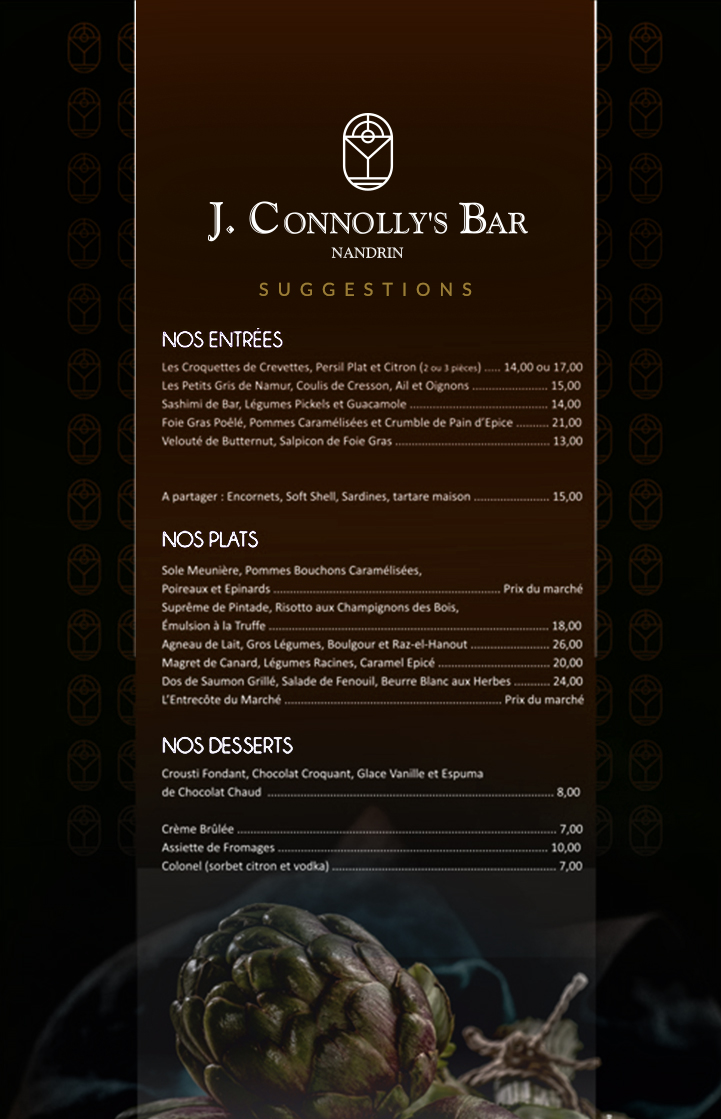 J. CONNOLLY'S BAR
NANDRIN
SUGGESTIONS
NOS ENTRÉES
Les Croquettes de Crevettes, Persil Plat et Citron (2 ou 3 pièces) ..... 14,00 ou 17,00
Les Petits Gris de Namur, Coulis de Cresson, Ail et Oignons ........................ 15,00
Sashimi de Bar, Légumes Pickels et Guacamole ............................................ 14,00
Foie Gras Poêlé, Pommes Caramélisées et Crumble de Pain d'Epice .......... 21,00
Velouté de Butternut, Salpicon de Foie Gras ................................................. 13,00
A partager : Encornets, Soft Shell, Sardines, tartare maison ........................ 15,00
NOS PLATS
Sole Meunière, Pommes Bouchons Caramélisées,
Poireaux et Epinards ........................................................................ Prix du marché
Suprême de Pintade, Risotto aux Champignons des Bois,
Émulsion à la Truffe ......................................................................................... 18,00
Agneau de Lait, Gros Légumes, Boulgour et Raz-el-Hanout ......................... 26,00
Magret de Canard, Légumes Racines, Caramel Epicé ................................... 20,00
Dos de Saumon Grillé, Salade de Fenouil, Beurre Blanc aux Herbes ........... 24,00
L'Entrecôte du Marché ..................................................................... Prix du marché
NOS DESSERTS
Crousti Fondant, Chocolat Croquant, Glace Vanille et Espuma
de Chocolat Chaud ........................................................................................... 8,00
Crème Brûlée ..................................................................................................... 7,00
Assiette de Fromages ...................................................................................... 10,00
Colonel (sorbet citron et vodka) ....................................................................... 7,00